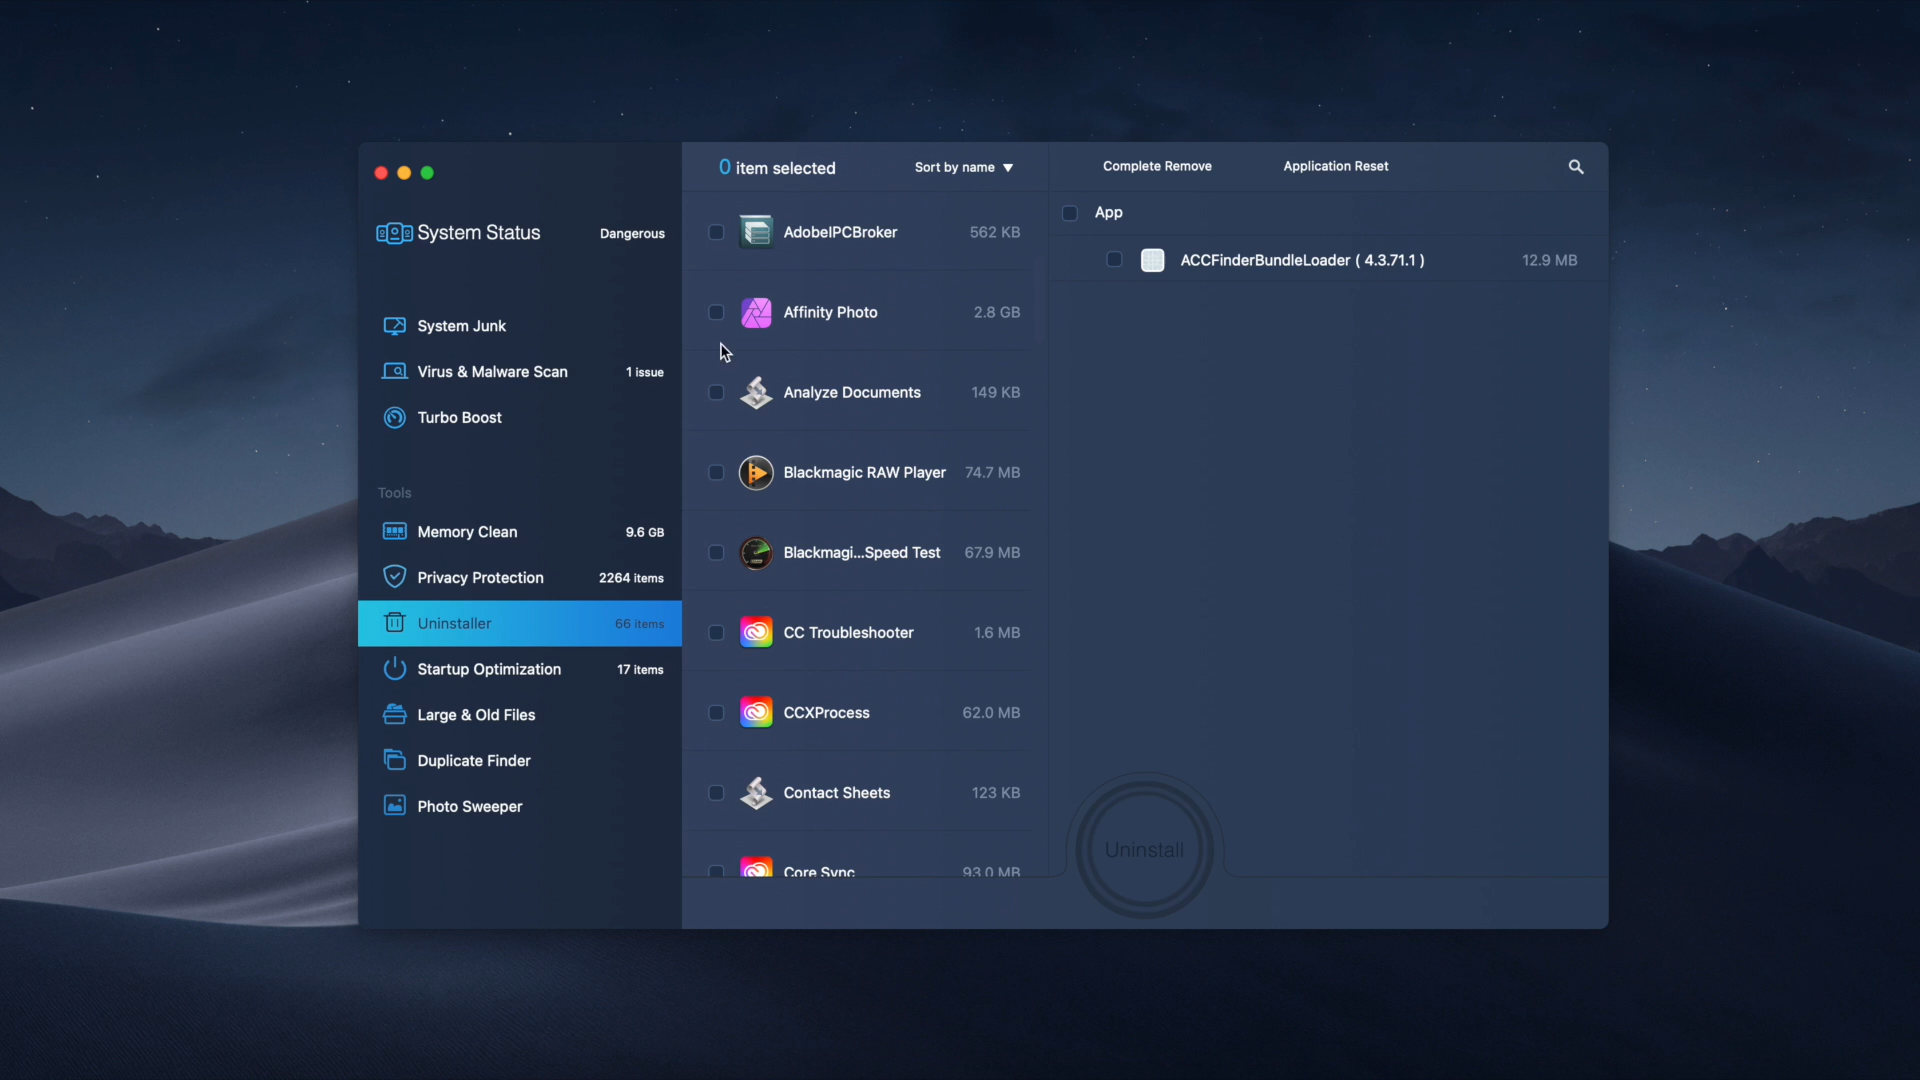 System Status
Dangerous
System Junk
Virus & Malware Scan
1 issue
Turbo Boost
Tools
Memory Clean
9.6 GB
Privacy Protection
2264 items
Uninstaller
66 items
Startup Optimization
17 items
Large & Old Files
Duplicate Finder
Photo Sweeper
0 item selected
Sort by name ▼
AdobeIPCBroker
562 KB
Affinity Photo
2.8 GB
Analyze Documents
149 KB
Blackmagic RAW Player
74.7 MB
Blackmagi...Speed Test
67.9 MB
CC Troubleshooter
1.6 MB
CCXProcess
62.0 MB
Contact Sheets
123 KB
Core Sync
93.0 MB
Complete Remove
Application Reset
App
ACCFinderBundleLoader ( 4.3.71.1 )
12.9 MB
Uninstall